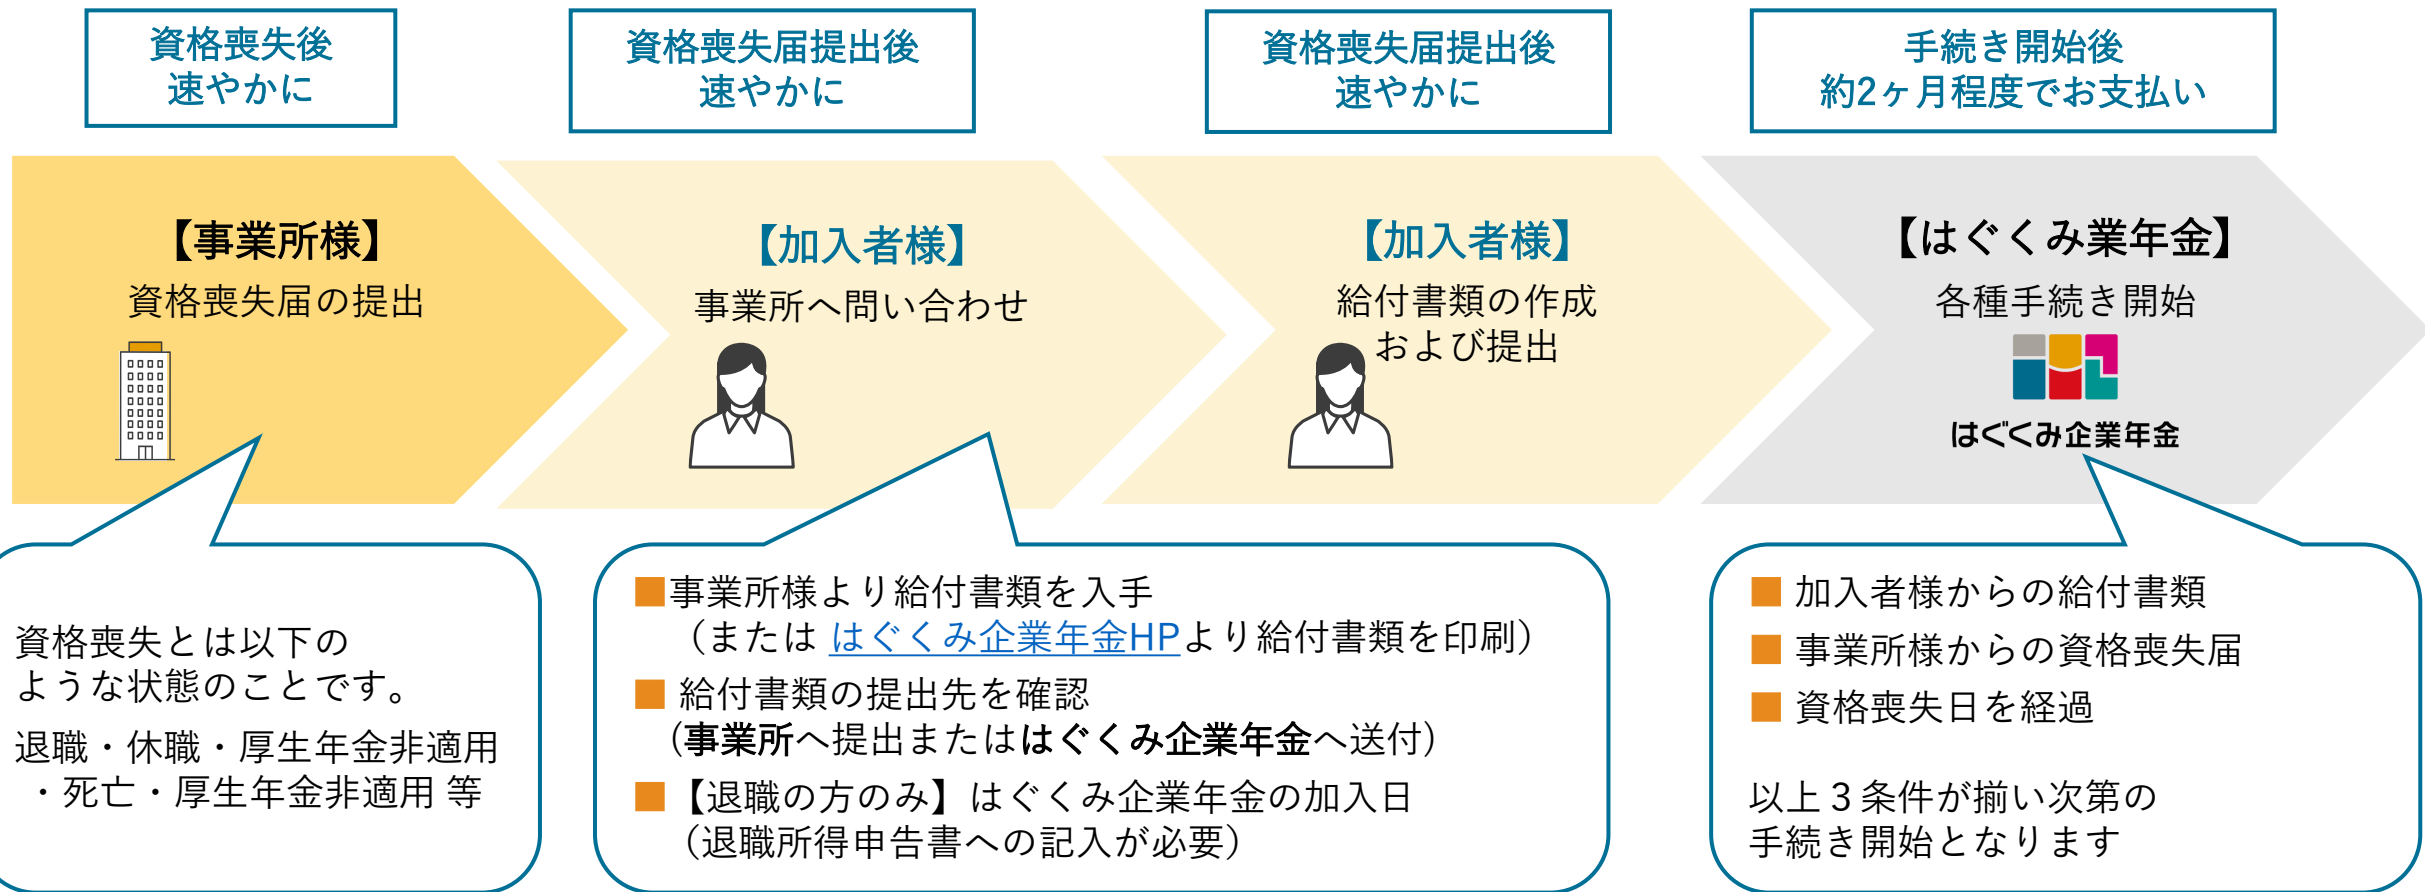 資格喪失後
速やかに
資格喪失届提出後
速やかに
資格喪失届提出後
速やかに
手続き開始後
約2ヶ月程度でお支払い
【事業所様】
資格喪失届の提出
【加入者様】
事業所へ問い合わせ
【加入者様】
給付書類の作成
および提出
【はぐくみ業年金】
各種手続き開始
はぐくみ企業年金
資格喪失とは以下の
ような状態のことです。
退職・休職・厚生年金非適用
・死亡・厚生年金非適用 等
■事業所様より給付書類を入手
（または はぐくみ企業年金HPより給付書類を印刷）
■ 給付書類の提出先を確認
（事業所へ提出またははぐくみ企業年金へ送付）
■【退職の方のみ】はぐくみ企業年金の加入日
（退職所得申告書への記入が必要）
■ 加入者様からの給付書類
■ 事業所様からの資格喪失届
■ 資格喪失日を経過
以上３条件が揃い次第の
手続き開始となります